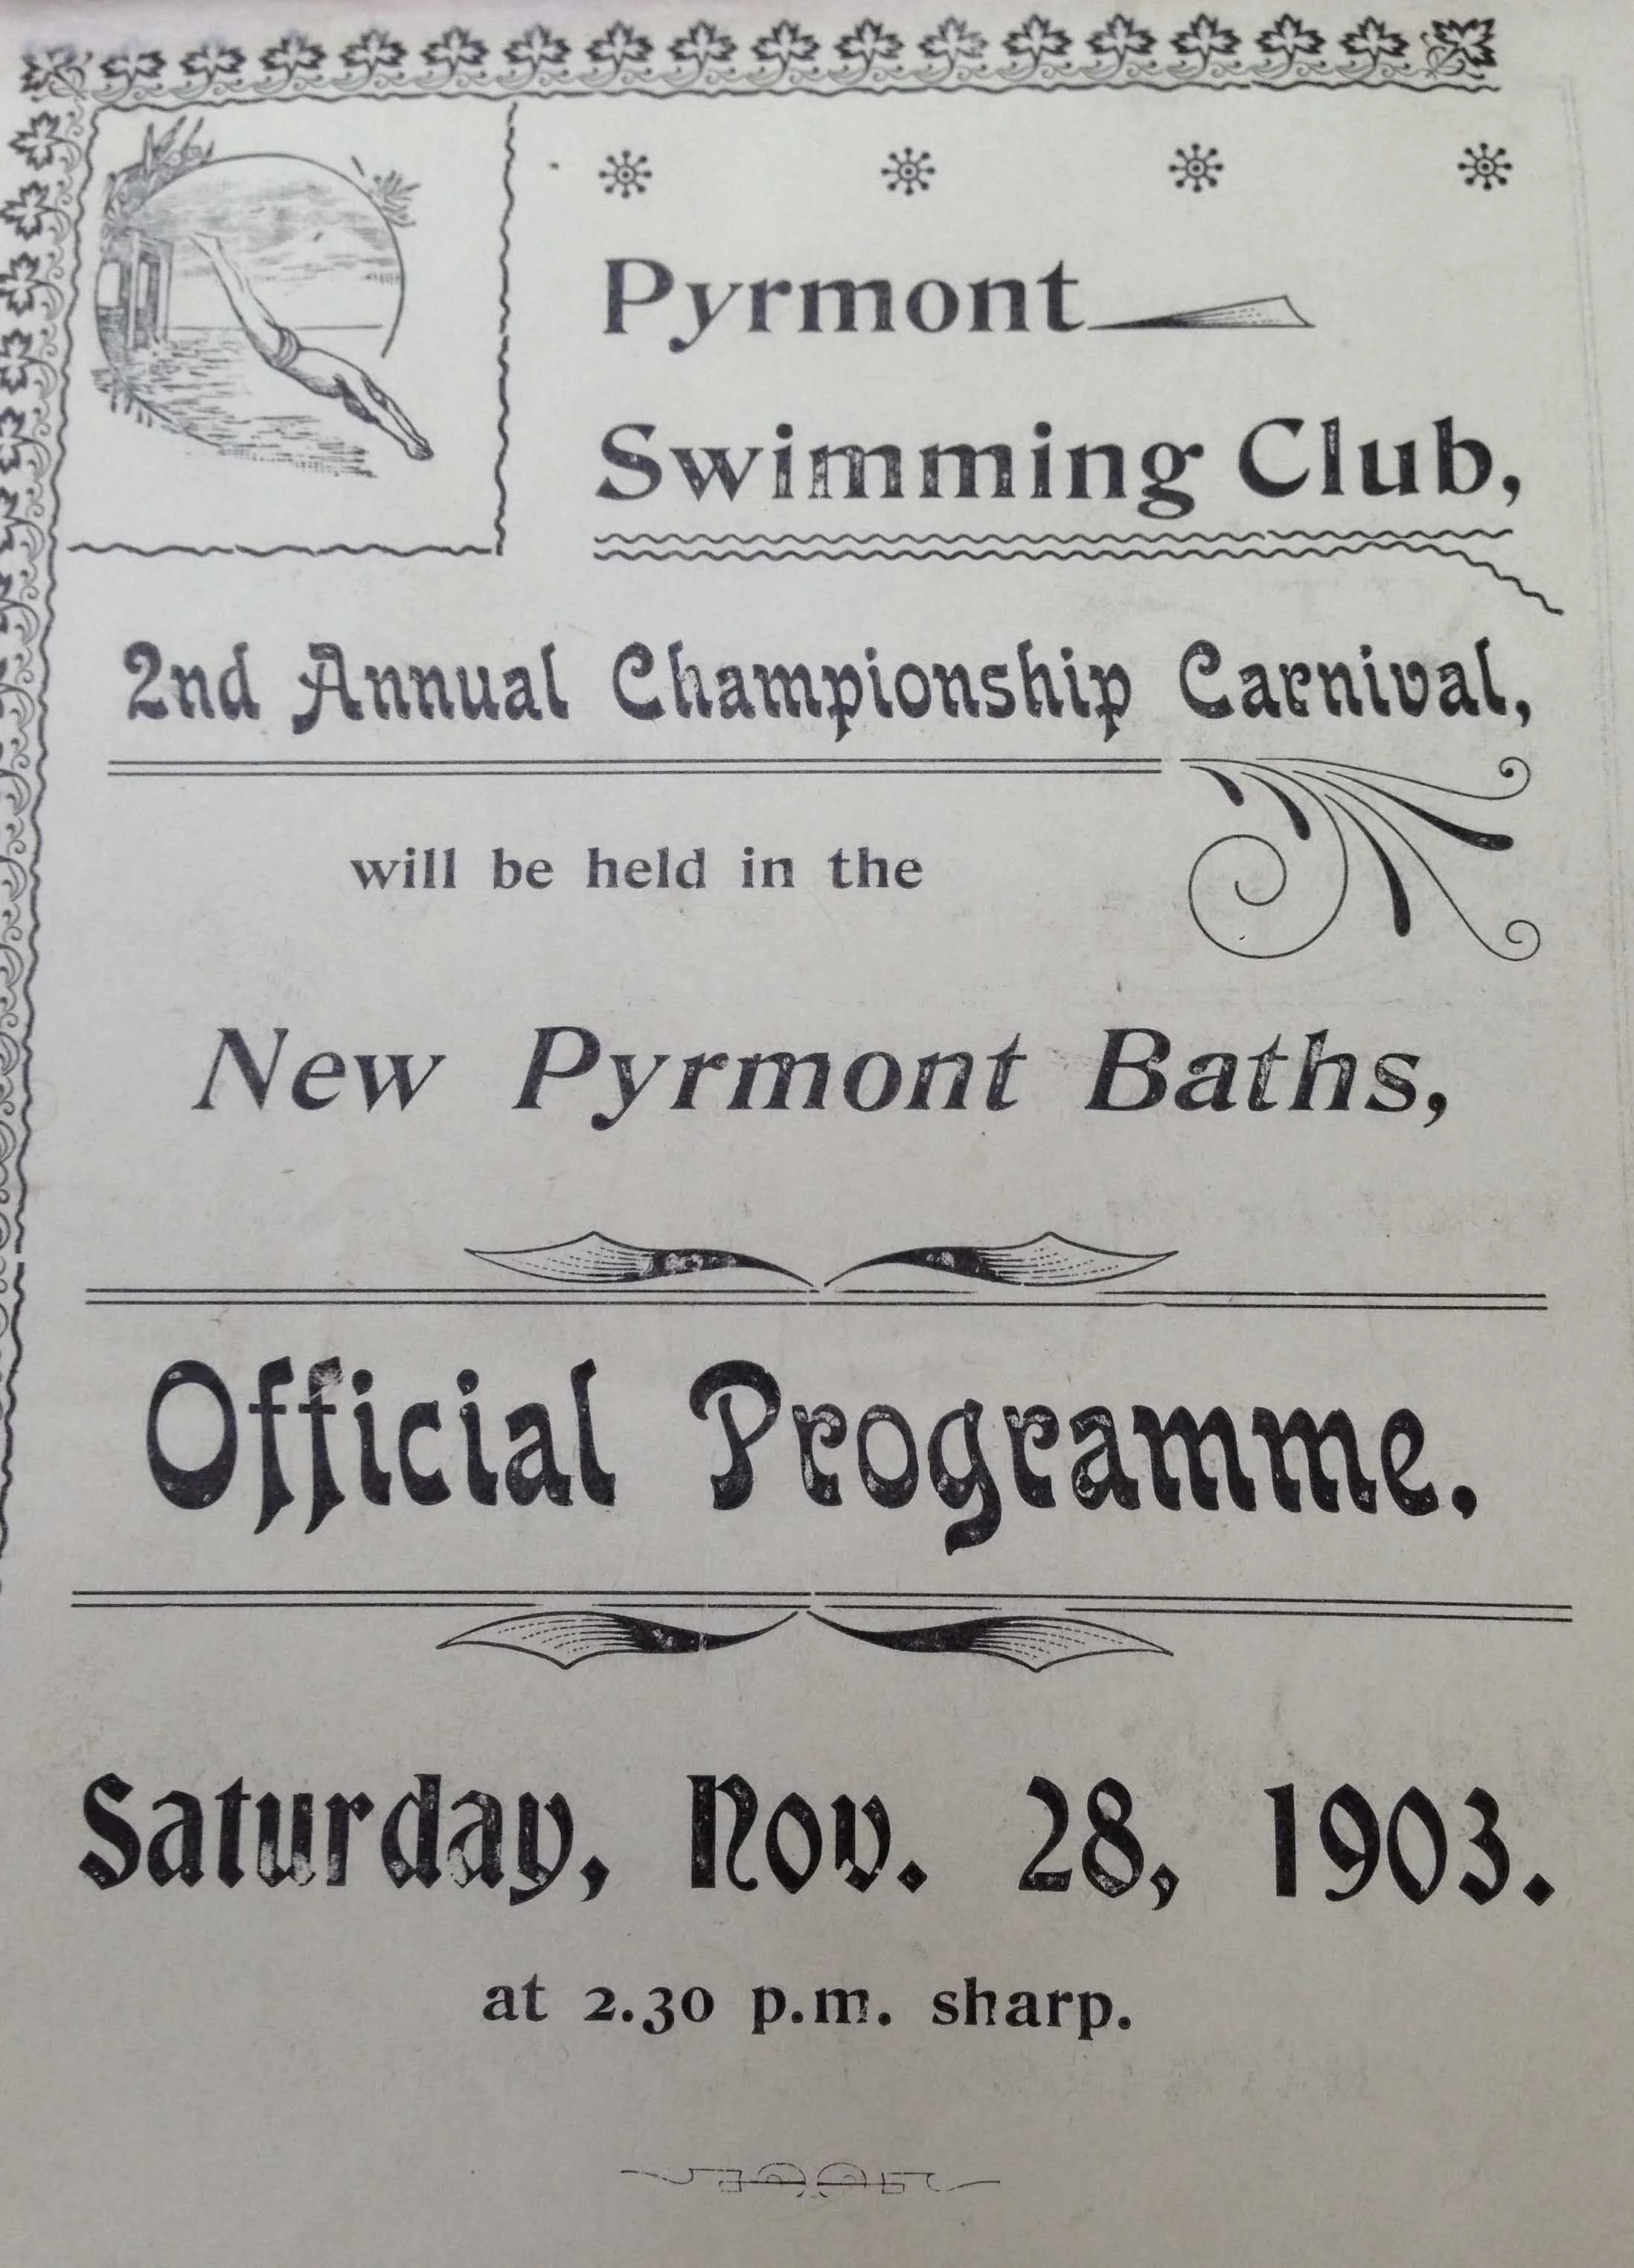 Pyrmont
Swimming Club,
2nd Annual Championship Carnival,
will be held in the
New Pyrmont Baths,
Official Programme.
Saturday, Nov. 28, 1903.
at 2.30 p.m. sharp.